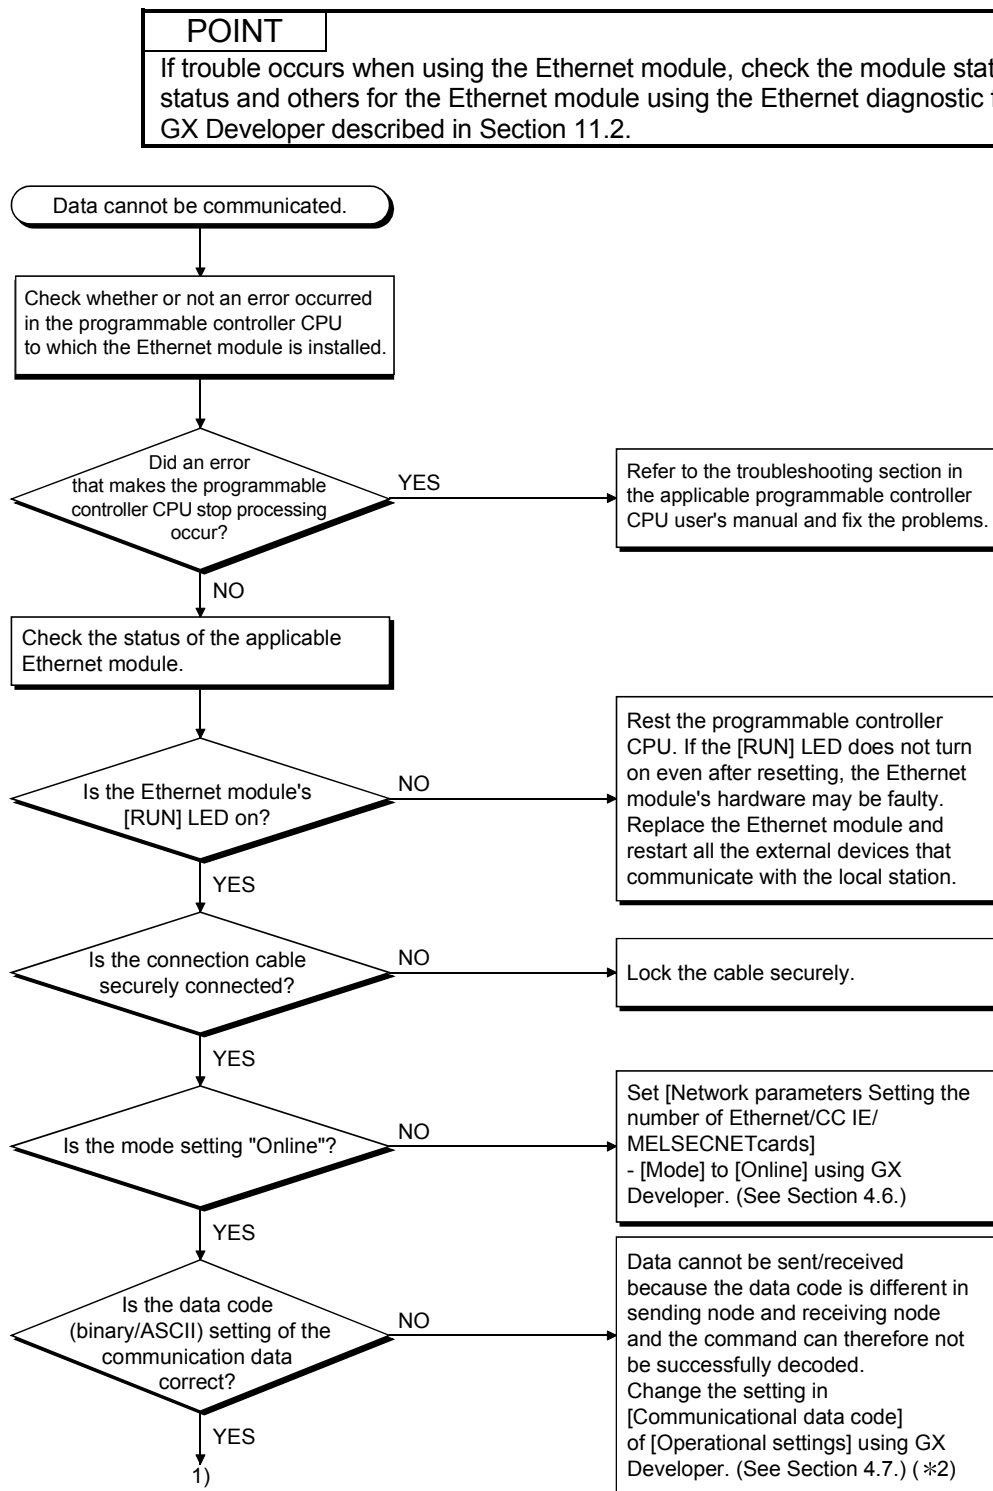 POINT
If trouble occurs when using the Ethernet module, check the module stat
status and others for the Ethernet module using the Ethernet diagnostic f
GX Developer described in Section 11.2.
Data cannot be communicated.
Check whether or not an error occurred
in the programmable controller CPU
to which the Ethernet module is installed.
Did an error
that makes the programmable
controller CPU stop processing
occur?
YES
Refer to the troubleshooting section in
the applicable programmable controller
CPU user's manual and fix the problems.
NO
Check the status of the applicable
Ethernet module.
Is the Ethernet module's
[RUN] LED on?
NO
Rest the programmable controller
CPU. If the [RUN] LED does not turn
on even after resetting, the Ethernet
module's hardware may be faulty.
Replace the Ethernet module and
restart all the external devices that
communicate with the local station.
YES
Is the connection cable
securely connected?
NO
Lock the cable securely.
YES
Is the mode setting "Online"?
NO
Set [Network parameters Setting the
number of Ethernet/CC IE/
MELSECNETcards]
- [Mode] to [Online] using GX
Developer. (See Section 4.6.)
YES
Is the data code
(binary/ASCII) setting of the
communication data
correct?
NO
Data cannot be sent/received
because the data code is different in
sending node and receiving node
and the command can therefore not
be successfully decoded.
Change the setting in
[Communicational data code]
of [Operational settings] using GX
Developer. (See Section 4.7.) ( *2)
YES
1)